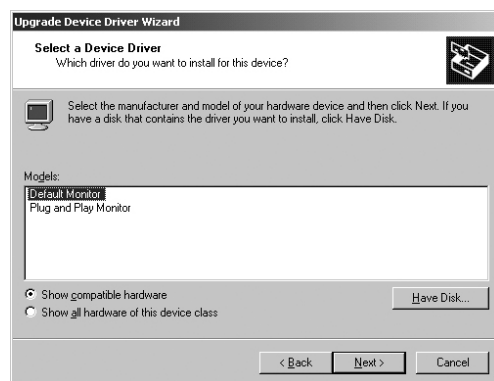 Upgrade Device Driver Wizard
Select a Device Driver
Which driver do you want to install for this device?
Select the manufacturer and model of your hardware device and then click Next. If you
have a disk that contains the driver you want to install, click Have Disk.
Models:
Default Monitor
Plug and Play Monitor
Show compatible hardware
Show all hardware of this device class
Have Disk...
< Back
Next >
Cancel